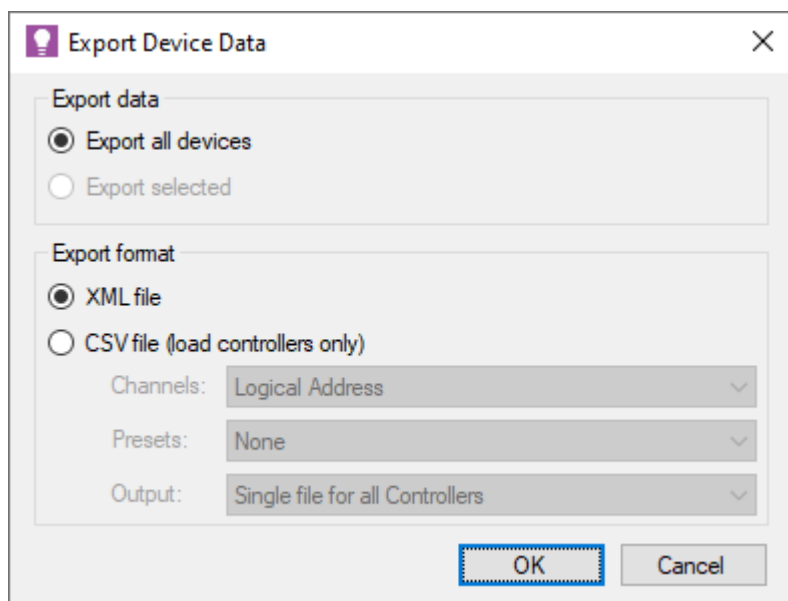 Export Device Data
Export data
Export all devices
Export selected
Export format
XML file
CSV file (load controllers only)
Channels: Logical Address
Presets: None
Output: Single file for all Controllers
OK Cancel